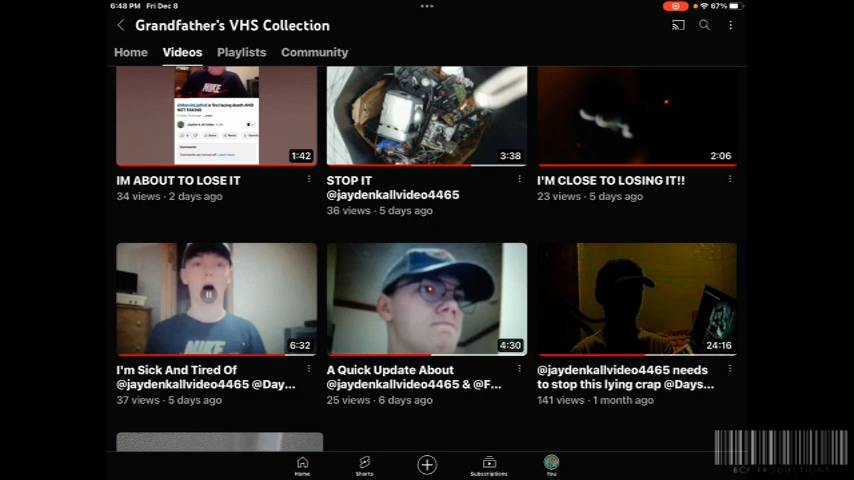 6:48 PM Fri Dec 8
67%
Grandfather's VHS Collection
Home Videos Playlists Community
NIKE
NOT FAKING
1:42
3:38
2:06
IM ABOUT TO LOSE IT
34 views · 2 days ago
STOP IT
@jaydenkallvideo4465
36 views · 5 days ago
I'M CLOSE TO LOSING IT!!
23 views · 5 days ago
6:32
4:30
24:16
I'm Sick And Tired Of
@jaydenkallvideo4465 @Day...
37 views · 5 days ago
A Quick Update About
@jaydenkallvideo4465 & @F...
25 views · 6 days ago
@jaydenkallvideo4465 needs
to stop this lying crap @Days...
141 views · 1 month ago
Home Shorts Subscriptions You
PRODUCTIONS